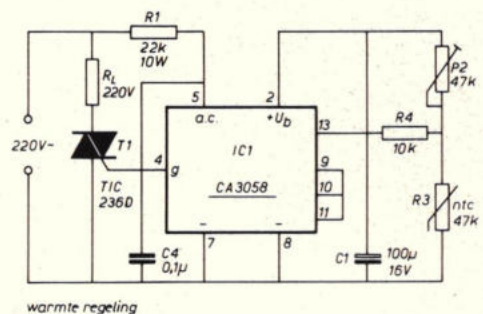 R1
22k
10W
RL
220V
220V~
T1
TIC
236D
5
a.c.
2
+Ub
4
g
IC1
CA3058
13
9
10
11
R4
10k
P2
47k
R3
ntc
47k
C4
0,1µ
7
8
C1
100µ
16V
warmte regeling